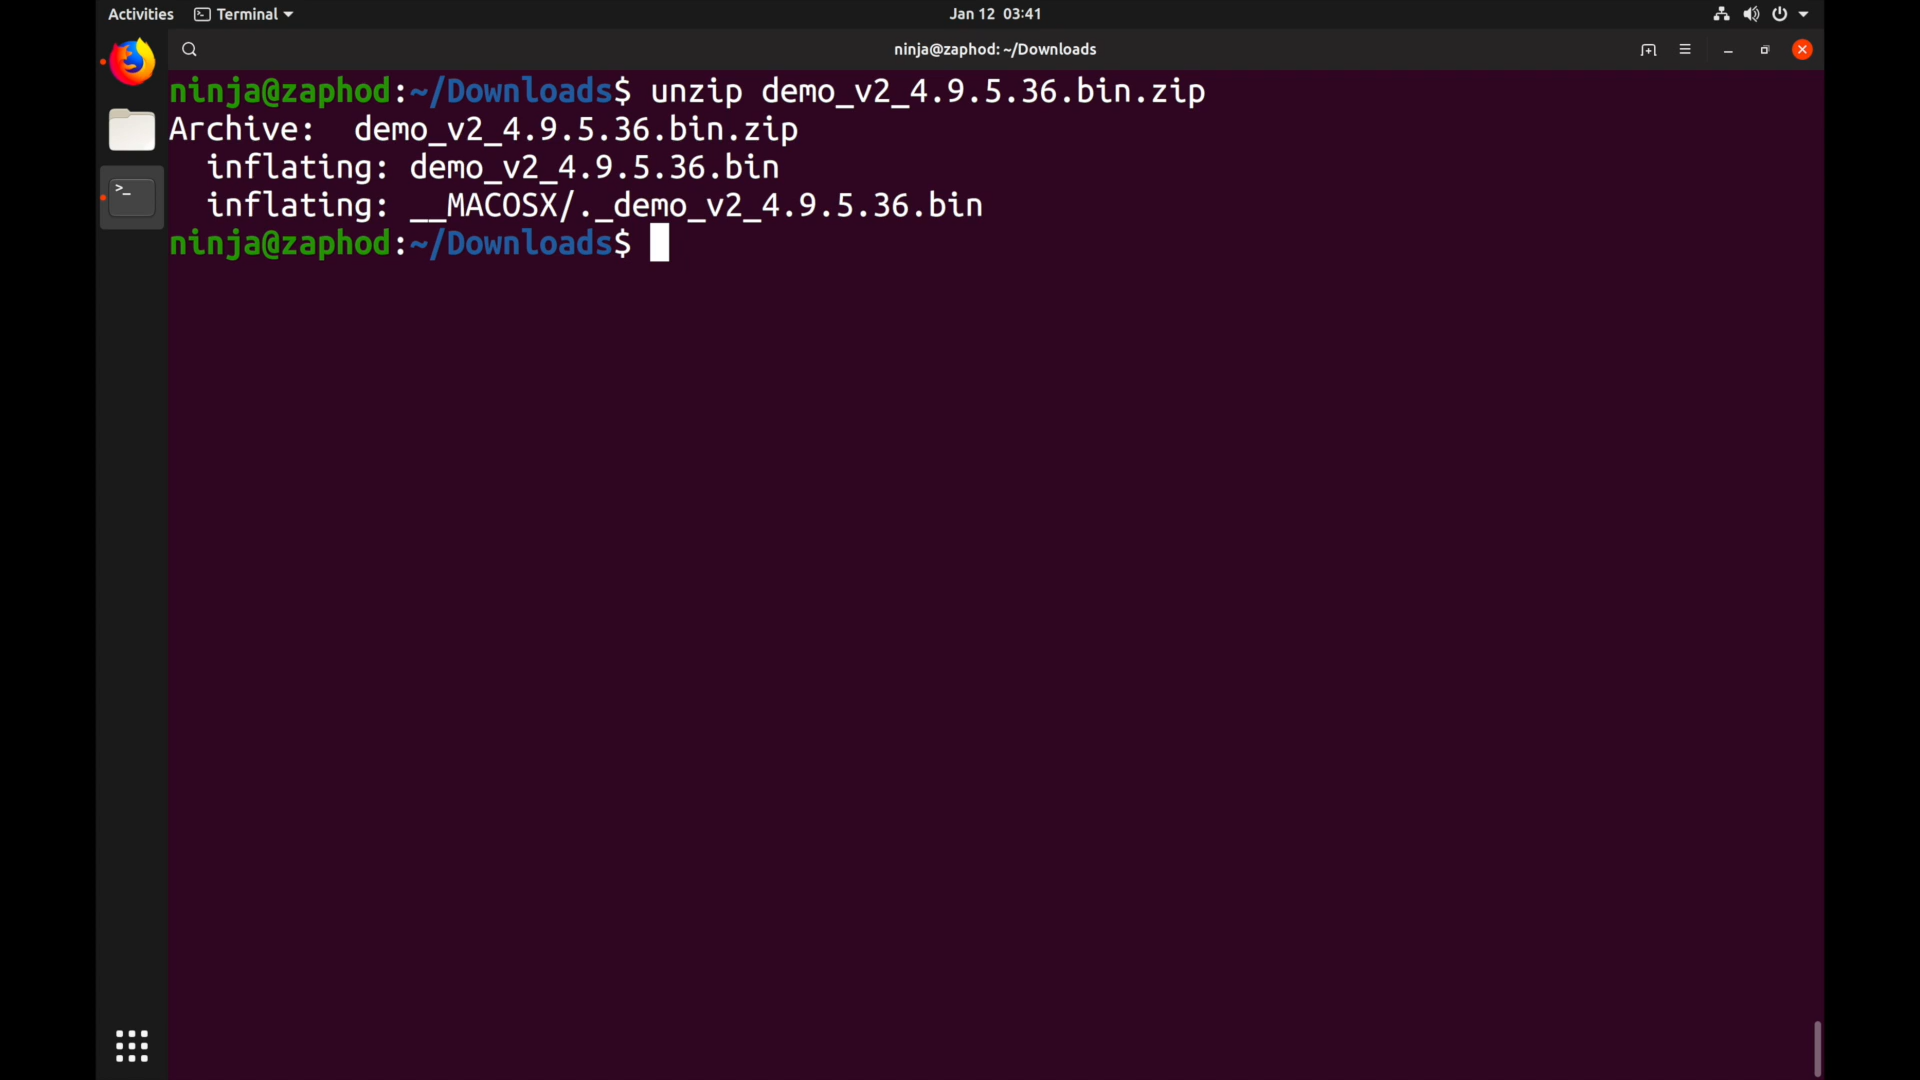 Activities Terminal Jan 12 03:41
ninja@zaphod: ~/Downloads
ninja@zaphod:~/Downloads$ unzip demo_v2_4.9.5.36.bin.zip
Archive:  demo_v2_4.9.5.36.bin.zip
  inflating: demo_v2_4.9.5.36.bin
  inflating: __MACOSX/._demo_v2_4.9.5.36.bin
ninja@zaphod:~/Downloads$